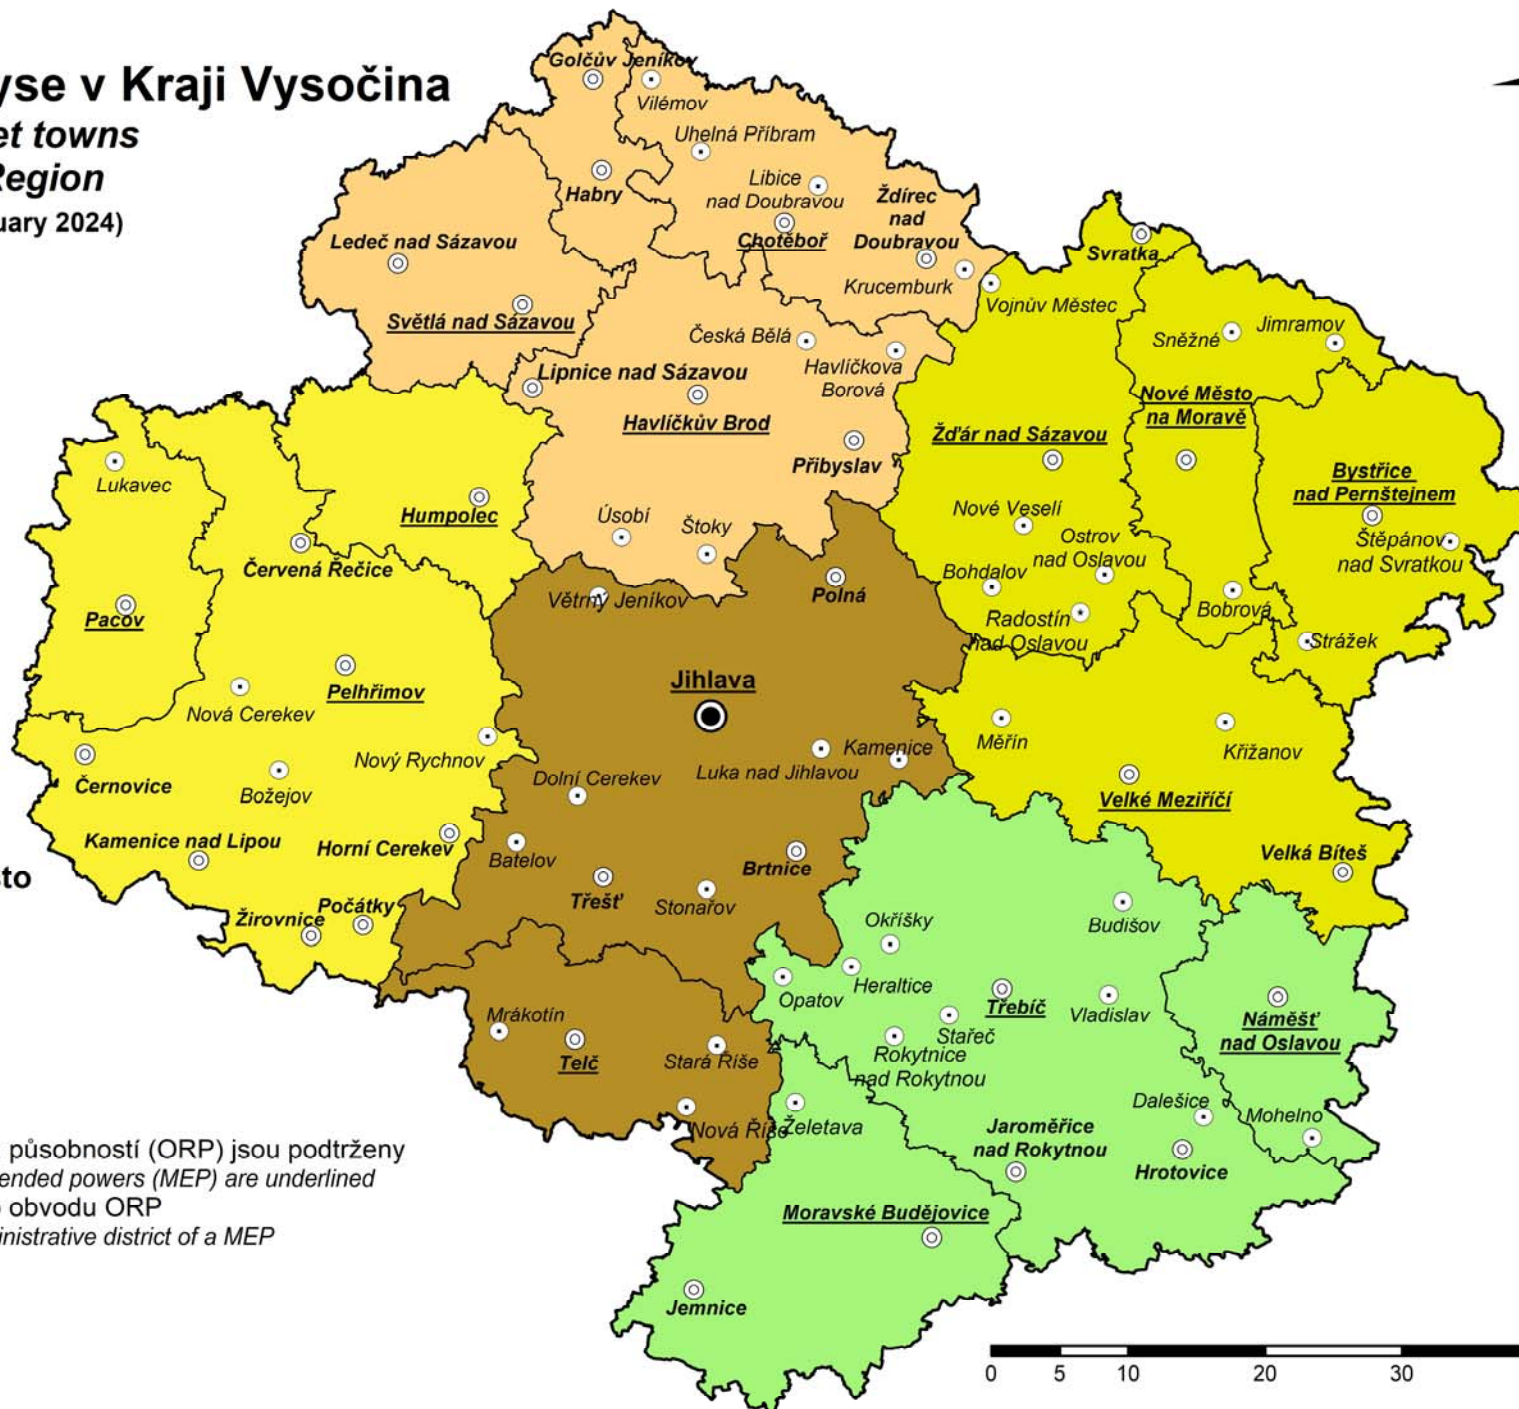 yse v Kraji Vysočina
et towns
Region
uary 2024)
Golčův Jeníkov
Vilémov
Uhelná Příbram
Habry
Libice
nad Doubravou
Chotěboř
Ždírec
nad
Doubravou
Krucemburk
Ledeč nad Sázavou
Světlá nad Sázavou
Svratka
Vojnův Městec
Sněžné
Jimramov
Česká Bělá
Havlíčkova
Borová
Lipnice nad Sázavou
Havlíčkův Brod
Přibyslav
Žďár nad Sázavou
Nové Město
na Moravě
Bystřice
nad Pernštejnem
Štěpánov
nad Svratkou
Lukavec
Humpolec
Úsobí
Štoky
Nové Veselí
Ostrov
nad Oslavou
Bohdalov
Radostín
nad Oslavou
Bobrová
Strážek
Červená Řečice
Pacov
Větrný Jeníkov
Polná
Pelhřimov
Nová Cerekev
Jihlava
Měřín
Křižanov
Černovice
Božejov
Nový Rychnov
Dolní Cerekev
Luka nad Jihlavou
Kamenice
Velké Meziříčí
Kamenice nad Lipou
Horní Cerekev
Batelov
Brtnice
Velká Bíteš
sto
Žirovnice
Počátky
Třešť
Stonařov
Okříšky
Budišov
Opatov
Heraltice
Třebíč
Vladislav
Náměšť
nad Oslavou
Mrákotín
Telč
Stará Říše
Stařeč
Rokytnice
nad Rokytnou
Nová Říše
Želetava
Dalešice
Mohelno
Jaroměřice
nad Rokytnou
Hrotovice
působností (ORP) jsou podtrženy
ended powers (MEP) are underlined
obvodu ORP
inistrative district of a MEP
Moravské Budějovice
Jemnice
0 5 10 20 30